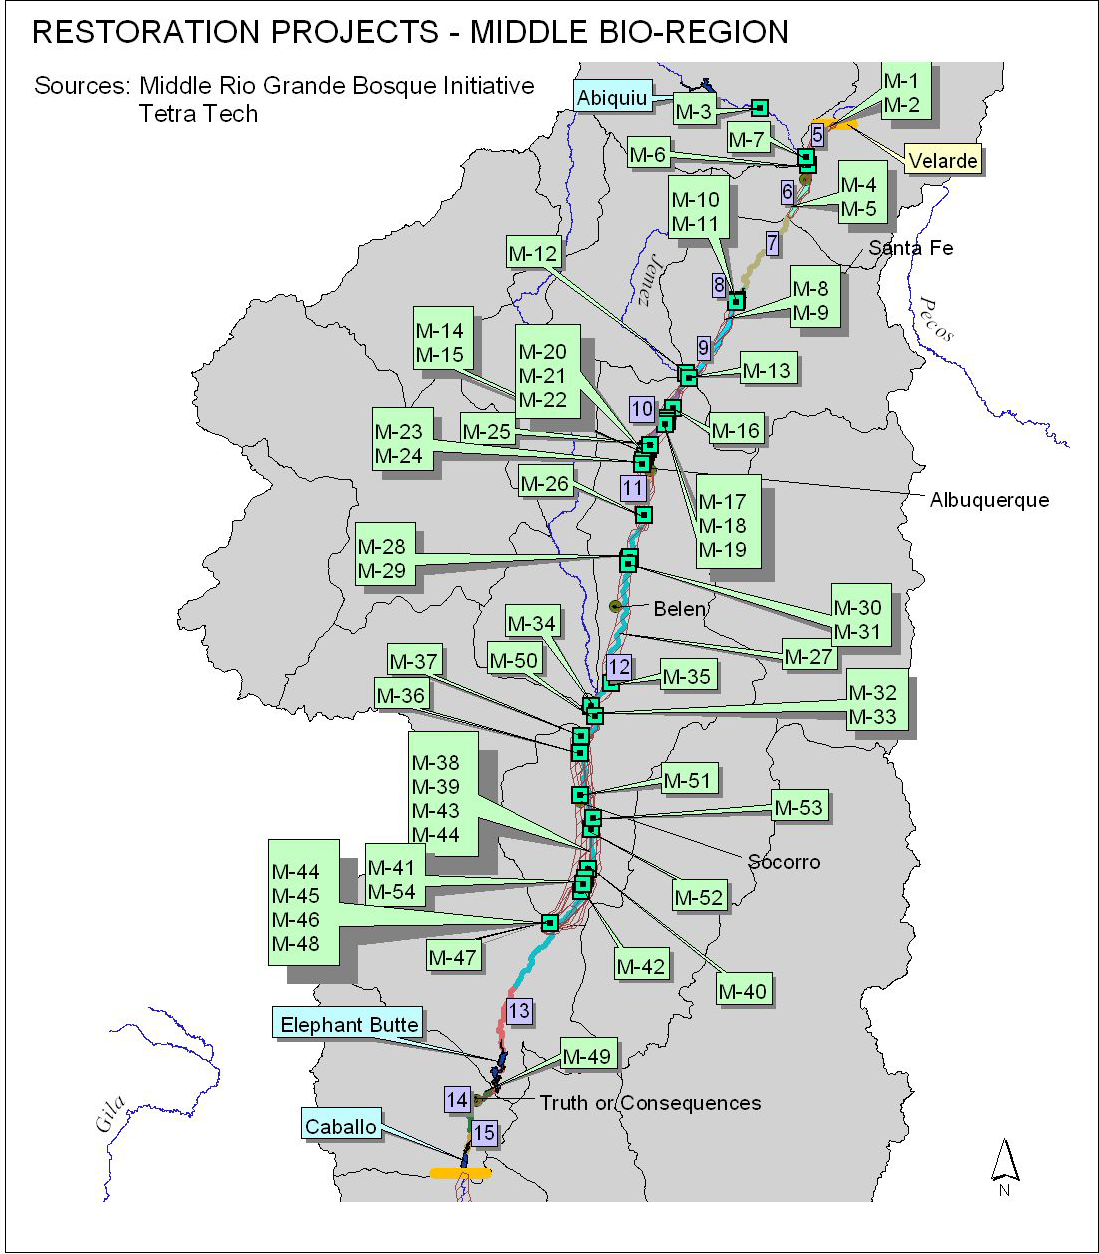 RESTORATION PROJECTS - MIDDLE BIO-REGION
Sources: Middle Rio Grande Bosque Initiative
Tetra Tech
Abiquiu
M-3
M-1
M-2
M-7
5
M-6
Velarde
6
M-4
M-5
M-10
M-11
7
Santa Fe
M-12
Jemez
8
M-8
M-9
Pecos
M-14
M-15
M-20
M-21
M-22
9
M-13
10
M-16
M-23
M-24
M-25
M-26
11
M-17
M-18
M-19
Albuquerque
M-28
M-29
M-30
M-31
Belen
M-34
M-27
M-37
M-50
12
M-35
M-36
M-32
M-33
M-38
M-39
M-43
M-44
M-51
M-53
Socorro
M-44
M-45
M-46
M-48
M-41
M-54
M-52
M-47
M-42
M-40
13
Elephant Butte
M-49
14
Truth or Consequences
Gila
Caballo
15
N